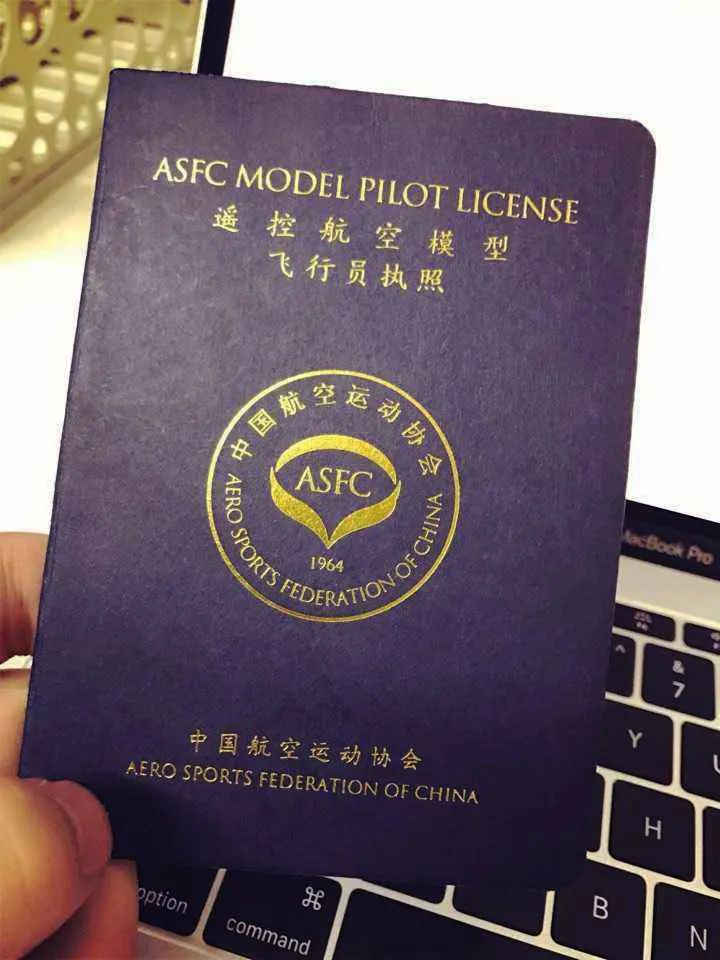 ASFC MODEL PILOT LICENSE
遥控航空模型
飞行员执照
中国航空运动协会
ASFC
1964
AERO SPORTS FEDERATION OF CHINA
中国航空运动协会
AERO SPORTS FEDERATION OF CHINA
MacBook Pro
&
7
Y
H
B
N
option
⌘
command